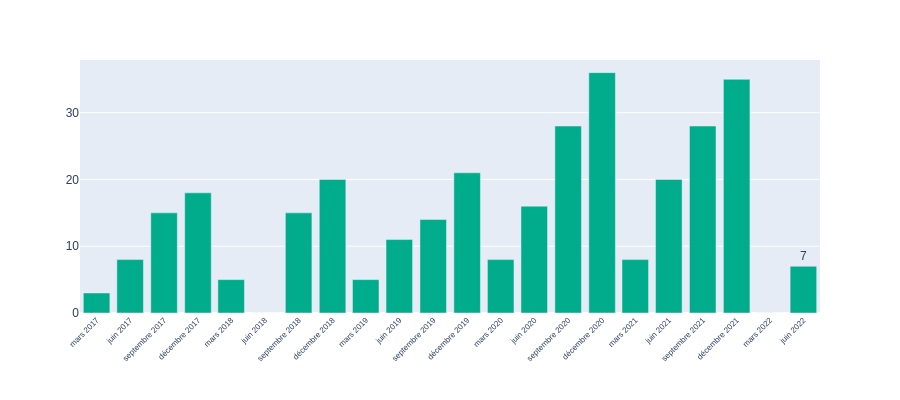 30
20
10
0
7
mars 2017
juin 2017
septembre 2017
décembre 2017
mars 2018
juin 2018
septembre 2018
décembre 2018
mars 2019
juin 2019
septembre 2019
décembre 2019
mars 2020
juin 2020
septembre 2020
décembre 2020
mars 2021
juin 2021
septembre 2021
décembre 2021
mars 2022
juin 2022